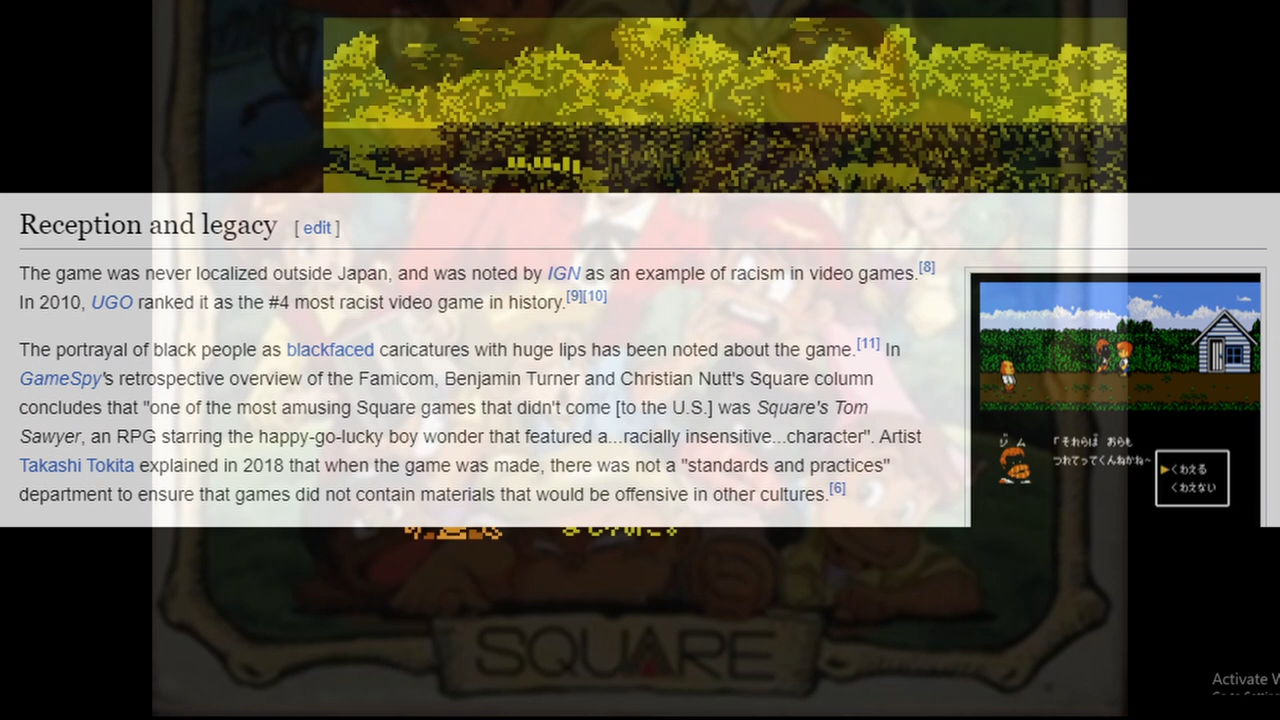 Reception and legacy [ edit ]
The game was never localized outside Japan, and was noted by IGN as an example of racism in video games.[8]
In 2010, UGO ranked it as the #4 most racist video game in history.[9][10]
The portrayal of black people as blackfaced caricatures with huge lips has been noted about the game.[11] In
GameSpy's retrospective overview of the Famicom, Benjamin Turner and Christian Nutt's Square column
concludes that "one of the most amusing Square games that didn't come [to the U.S.] was Square's Tom
Sawyer, an RPG starring the happy-go-lucky boy wonder that featured a...racially insensitive...character". Artist
Takashi Tokita explained in 2018 that when the game was made, there was not a "standards and practices"
department to ensure that games did not contain materials that would be offensive in other cultures.[6]
ジム
「それらば おらも
つれてってくんねかね~
▶くわえる
くわえない
SQUARE
Activate